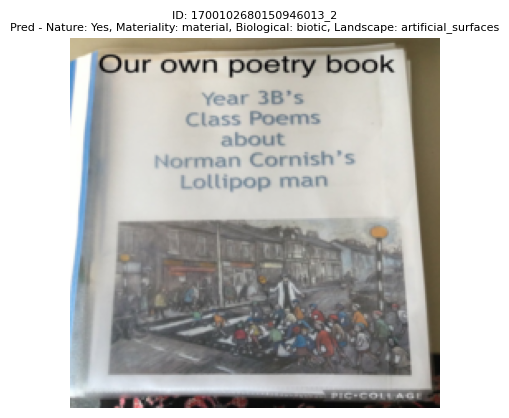 ID: 1700102680150946013_2
Pred - Nature: Yes, Materiality: material, Biological: biotic, Landscape: artificial_surfaces
Our own poetry book
Year 3B's
Class Poems
about
Norman Cornish's
Lollipop man
PIC•COLLAGE